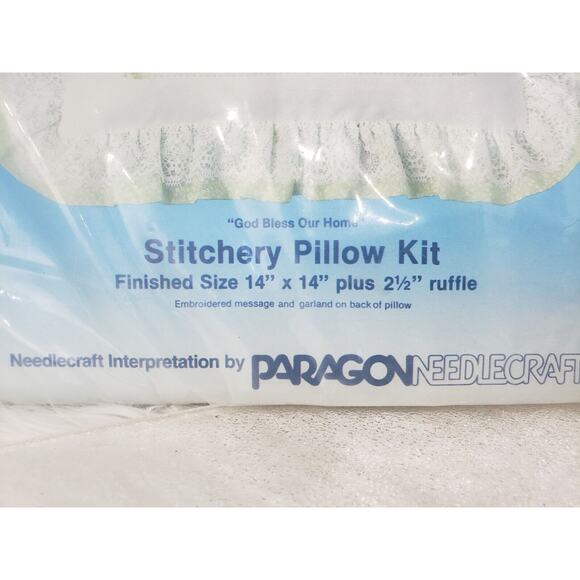 "God Bless Our Home"
Stitchery Pillow Kit
Finished Size 14" x 14" plus 2½" ruffle
Embroidered message and garland on back of pillow
Needlecraft Interpretation by PARAGON NEEDLECRAFT